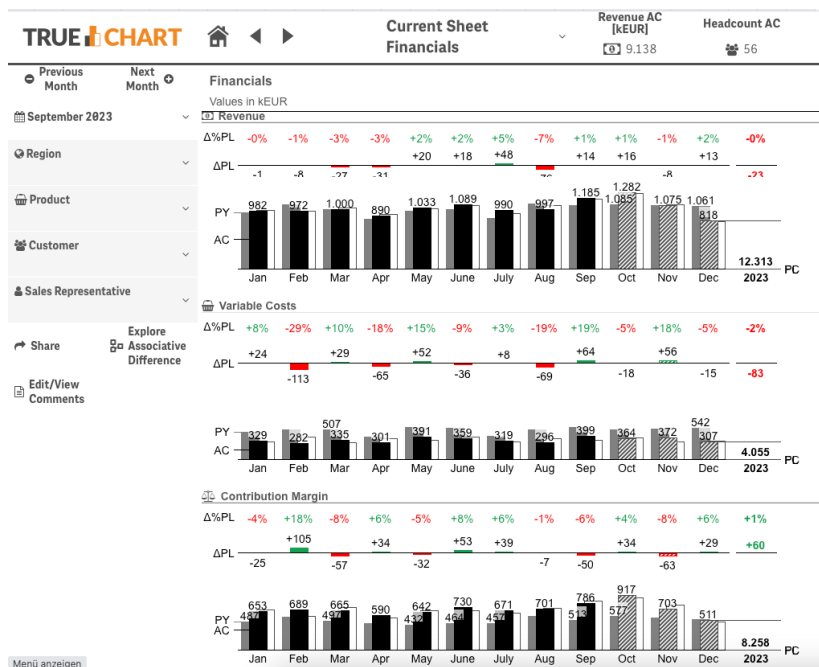 TRUE CHART
Current Sheet
Financials
Revenue AC
[kEUR]
9.138
Headcount AC
56
Previous
Month
Next
Month
September 2023
Region
Product
Customer
Sales Representative
Share
Explore
Associative
Difference
Edit/View
Comments
Menü anzeigen
Financials
Values in kEUR
Revenue
Δ%PL -0% -1% -3% -3% +2% +2% +5% -7% +1% +1% -1% +2% -0%
+20 +18 +48 +14 +16 +13
ΔPL -1 -8 -27 -31 -8 -23
1.282
1.185
982 972 1.000 890 1.033 1.089 990 997 1.085 1.075 1.061
PY 818
AC
12.313
PC
Jan Feb Mar Apr May June July Aug Sep Oct Nov Dec 2023
Variable Costs
Δ%PL +8% -29% +10% -18% +15% -9% +3% -19% +19% -5% +18% -5% -2%
+24 +29 +52 +8 +64 +56
ΔPL
-113 -65 -36 -69 -18 -15 -83
507 542
PY 329 282 335 301 391 359 319 296 399 364 372 307
AC 4.055
PC
Jan Feb Mar Apr May June July Aug Sep Oct Nov Dec 2023
Contribution Margin
Δ%PL -4% +18% -8% +6% -5% +8% +6% -1% -6% +4% -8% +6% +1%
+105 +34 +53 +39 +34 +29 +60
ΔPL
-25 -57 -32 -7 -50 -63
917
653 689 665 590 642 730 671 701 786 703 511
PY 487 497 432 464 457 513 577
AC
8.258
PC
Jan Feb Mar Apr May June July Aug Sep Oct Nov Dec 2023